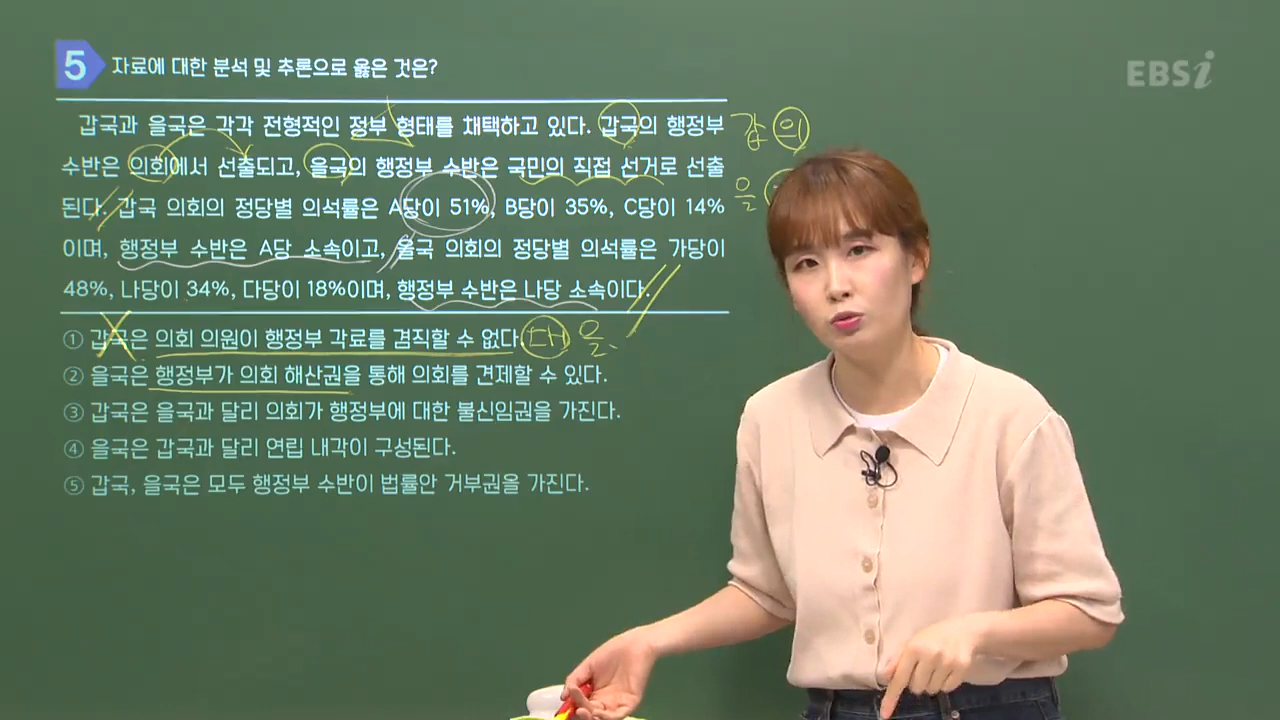 5 자료에 대한 분석 및 추론으로 옳은 것은?
EBSi
갑국과 을국은 각각 전형적인 정부 형태를 채택하고 있다. 갑국의 행정부
수반은 의회에서 선출되고, 을국의 행정부 수반은 국민의 직접 선거로 선출
된다. 갑국 의회의 정당별 의석률은 A당이 51%, B당이 35%, C당이 14%
이며, 행정부 수반은 A당 소속이고, 을국 의회의 정당별 의석률은 가당이
48%, 나당이 34%, 다당이 18%이며, 행정부 수반은 나당 소속이다.
갑 의
을
① 갑국은 의회 의원이 행정부 각료를 겸직할 수 없다. 대 을
② 을국은 행정부가 의회 해산권을 통해 의회를 견제할 수 있다.
③ 갑국은 을국과 달리 의회가 행정부에 대한 불신임권을 가진다.
④ 을국은 갑국과 달리 연립 내각이 구성된다.
⑤ 갑국, 을국은 모두 행정부 수반이 법률안 거부권을 가진다.